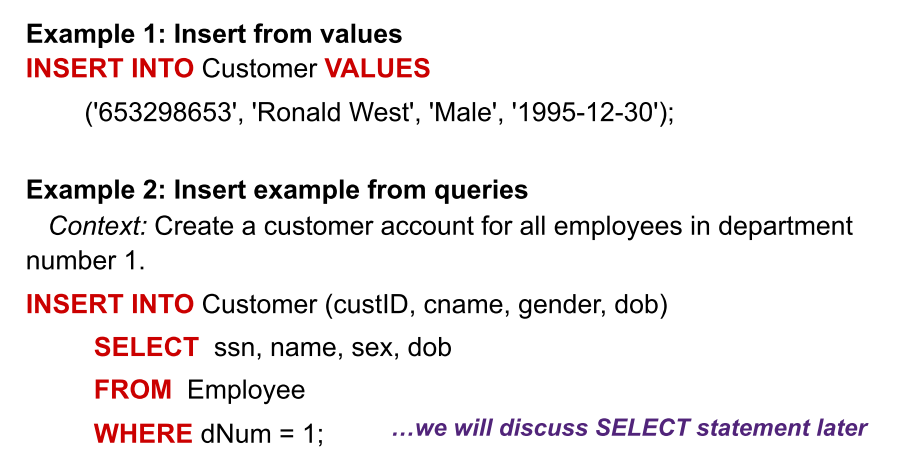 Example 1: Insert from values
INSERT INTO Customer VALUES
('653298653', 'Ronald West', 'Male', '1995-12-30');
Example 2: Insert example from queries
Context: Create a customer account for all employees in department
number 1.
INSERT INTO Customer (custID, cname, gender, dob)
SELECT ssn, name, sex, dob
FROM Employee
WHERE dNum = 1;
…we will discuss SELECT statement later